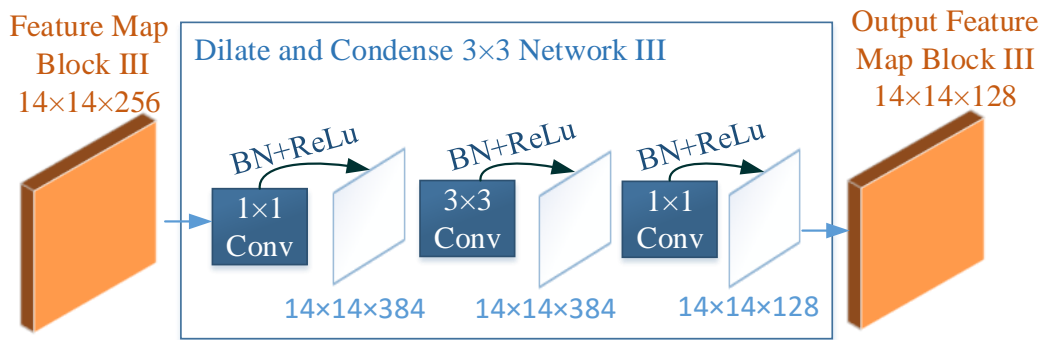 Feature Map
Block III
14×14×256
Dilate and Condense 3×3 Network III
BN+ReLu
1×1
Conv
14×14×384
BN+ReLu
3×3
Conv
14×14×384
BN+ReLu
1×1
Conv
14×14×128
Output Feature
Map Block III
14×14×128